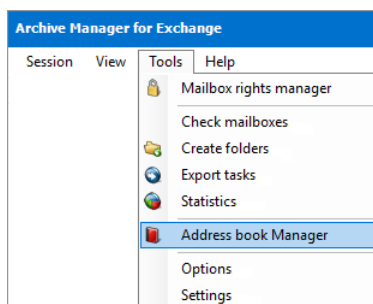 Archive Manager for Exchange
Session View Tools Help
Mailbox rights manager
Check mailboxes
Create folders
Export tasks
Statistics
Address book Manager
Options
Settings